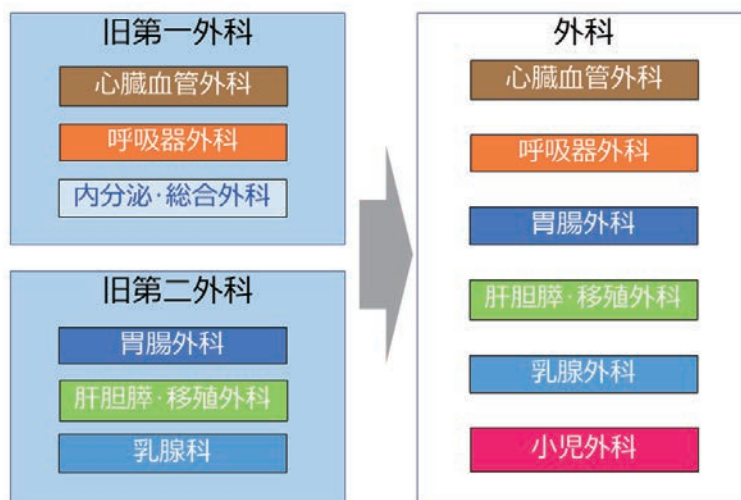 旧第一外科
心臓血管外科
呼吸器外科
内分泌·総合外科
旧第二外科
胃腸外科
肝胆膵·移殖外科
乳腺科
外科
心臓血管外科
呼吸器外科
胃腸外科
肝胆膵·移殖外科
乳腺外科
小児外科